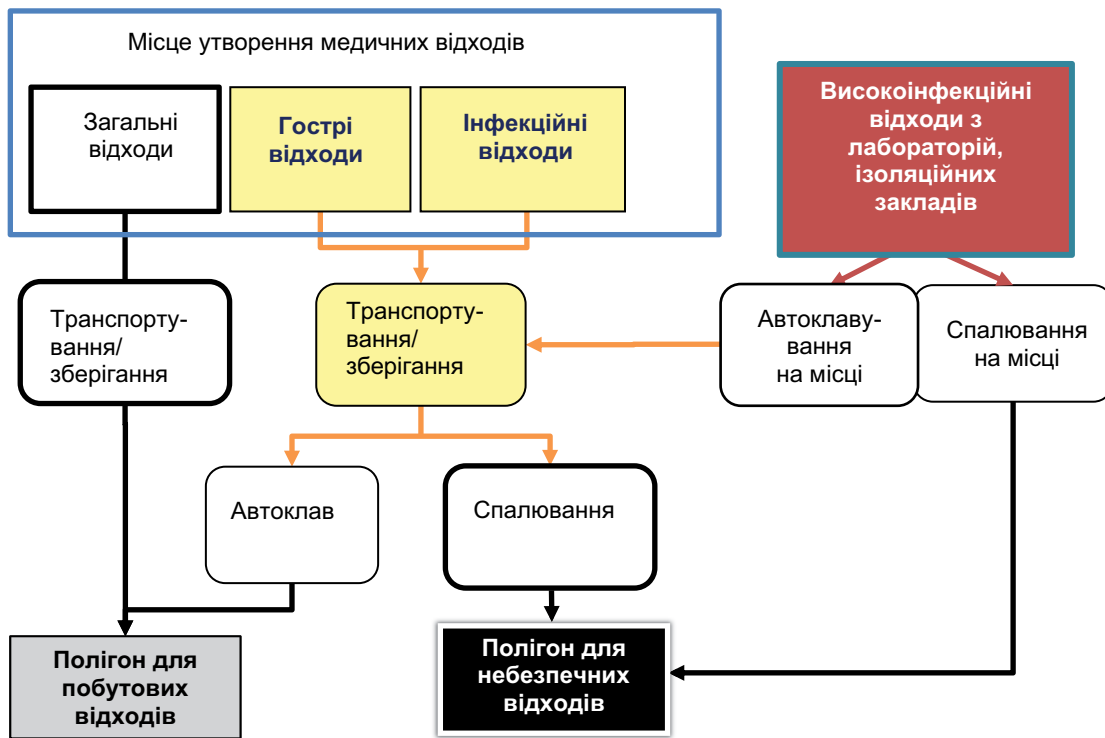 Місце утворення медичних відходів
Загальні
відходи
Гострі
відходи
Інфекційні
відходи
Високоінфекційні
відходи з
лабораторій,
ізоляційних
закладів
Транспорту-
вання/
зберігання
Транспорту-
вання/
зберігання
Автоклаву-
вання
на місці
Спалювання
на місці
Автоклав
Спалювання
Полігон для
побутових
відходів
Полігон для
небезпечних
відходів